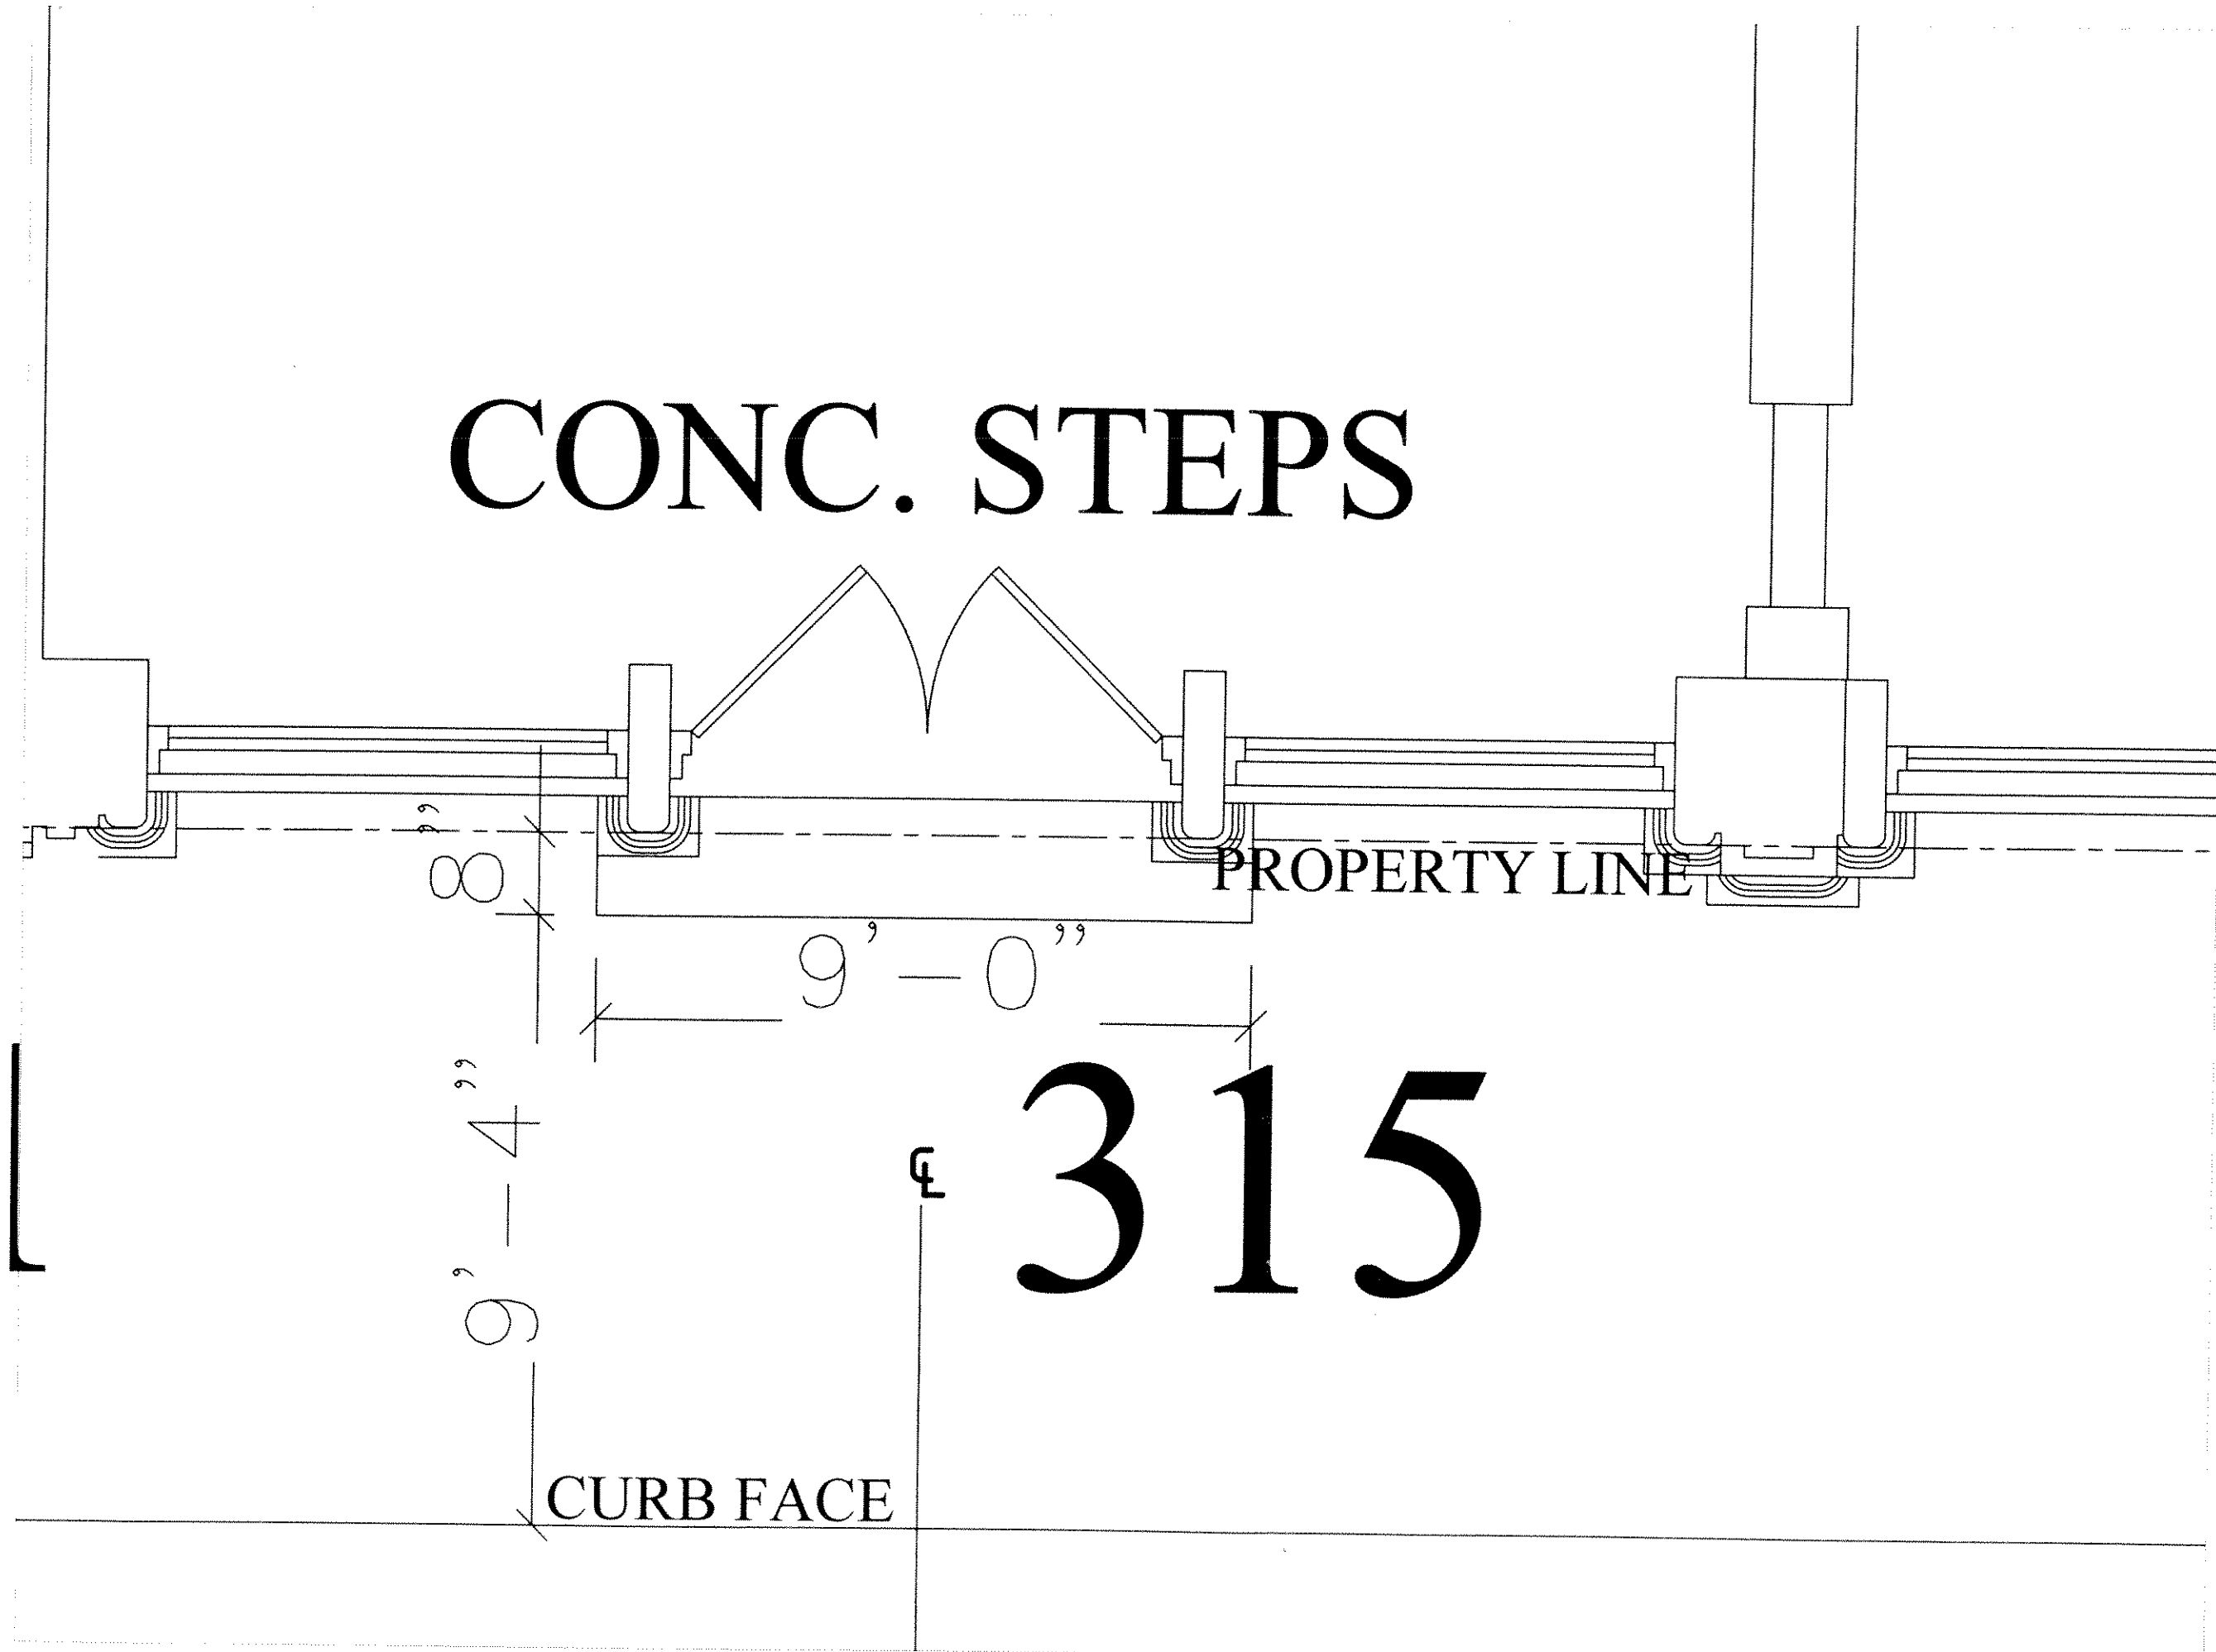 CONC. STEPS
8”
PROPERTY LINE
9’–0”
9’–4”
℄
315
CURB FACE